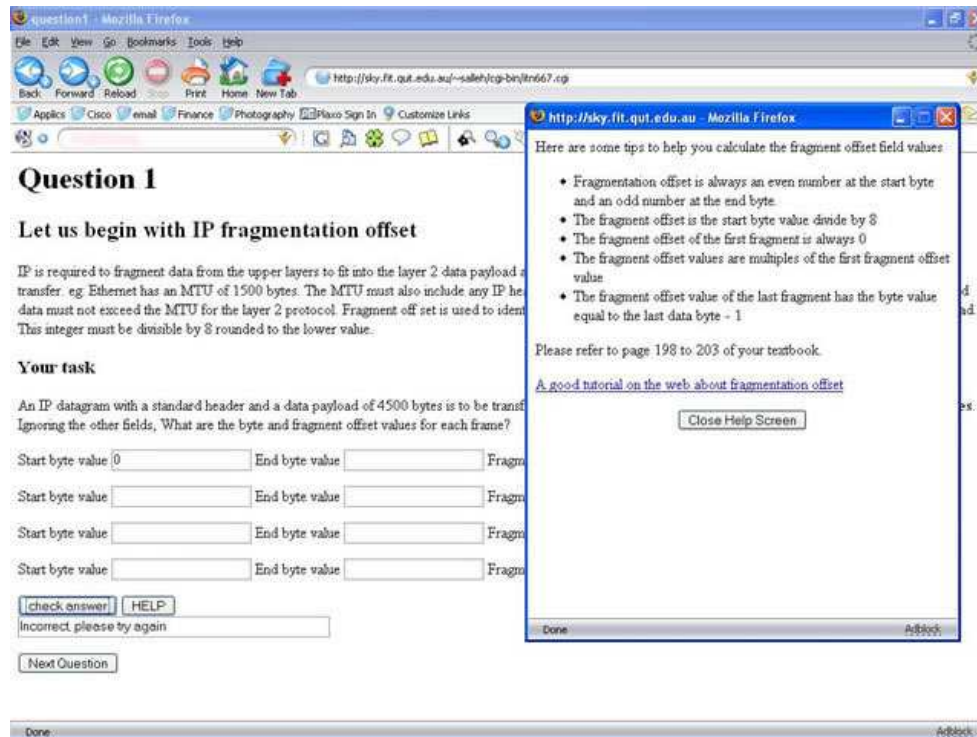 question1 - Mozilla Firefox
File Edit View Go Bookmarks Tools Help
Back Forward Reload Stop Print Home New Tab
http://sky.fit.qut.edu.au/~salleh/cgi-bin/itn667.cgi
Applics Cisco email Finance Photography Plaxo Sign In Customize Links
Question 1
Let us begin with IP fragmentation offset
IP is required to fragment data from the upper layers to fit into the layer 2 data payload a
transfer. eg. Ethernet has an MTU of 1500 bytes. The MTU must also include any IP hea
data must not exceed the MTU for the layer 2 protocol. Fragment off set is used to ident
This integer must be divisible by 8 rounded to the lower value.
Your task
An IP datagram with a standard header and a data payload of 4500 bytes is to be transf
Ignoring the other fields, What are the byte and fragment offset values for each frame?
Start byte value 0 End byte value Fragm
Start byte value End byte value Fragm
Start byte value End byte value Fragm
Start byte value End byte value Fragm
check answer HELP
Incorrect, please try again
Next Question
Done Adblock
http://sky.fit.qut.edu.au - Mozilla Firefox
Here are some tips to help you calculate the fragment offset field values
• Fragmentation offset is always an even number at the start byte
and an odd number at the end byte.
• The fragment offset is the start byte value divide by 8
• The fragment offset of the first fragment is always 0
• The fragment offset values are multiples of the first fragment offset
value
• The fragment offset value of the last fragment has the byte value
equal to the last data byte - 1
Please refer to page 198 to 203 of your textbook.
A good tutorial on the web about fragmentation offset
Close Help Screen
Done Adblock